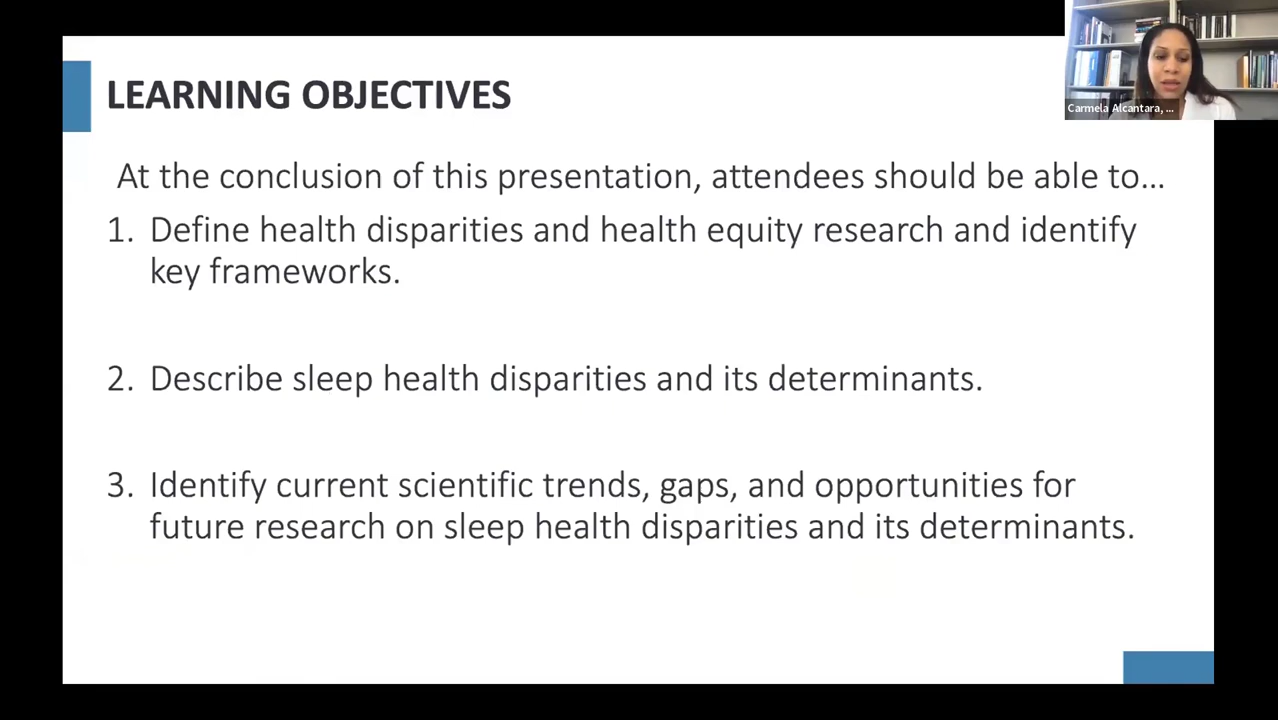 LEARNING OBJECTIVES
Carmela Alcantara, ...
At the conclusion of this presentation, attendees should be able to...
1. Define health disparities and health equity research and identify
key frameworks.
2. Describe sleep health disparities and its determinants.
3. Identify current scientific trends, gaps, and opportunities for
future research on sleep health disparities and its determinants.